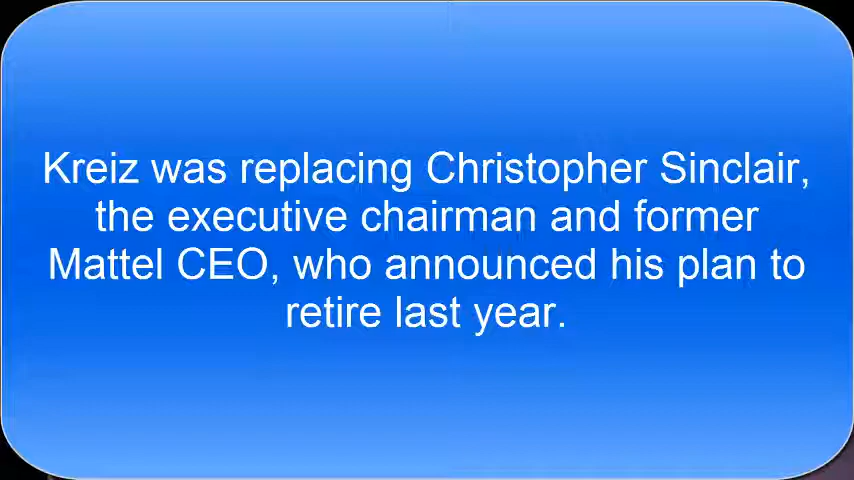 Kreiz was replacing Christopher Sinclair,
the executive chairman and former
Mattel CEO, who announced his plan to
retire last year.